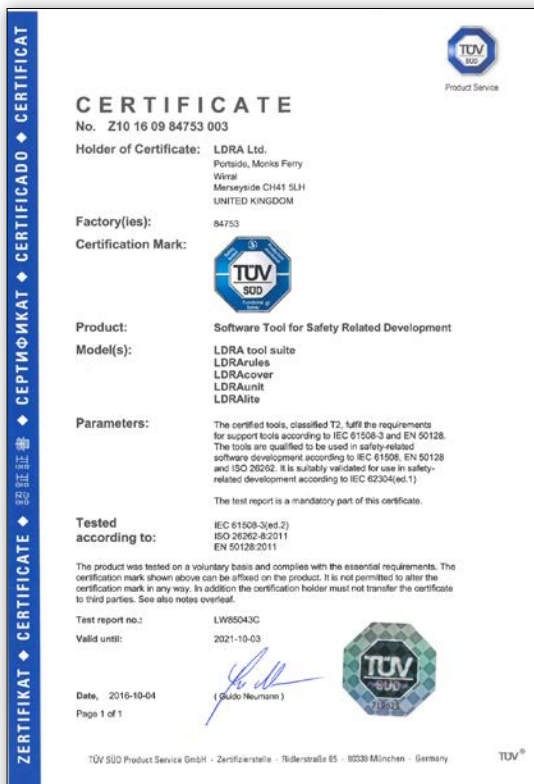 TÜV
SÜD
Product Service
CERTIFICATE
No. Z10 16 09 84753 003
Holder of Certificate: LDRA Ltd.
Portside, Monks Ferry
Wirral
Merseyside CH41 5LH
UNITED KINGDOM
Factory(ies): 84753
Certification Mark:
TÜV
SÜD
Product: Software Tool for Safety Related Development
Model(s): LDRA tool suite
LDRArules
LDRAcover
LDRAunit
LDRAlite
Parameters: The certified tools, classified T2, fulfil the requirements
for support tools according to IEC 61508-3 and EN 50128.
The tools are qualified to be used in safety-related
software development according to IEC 61508, EN 50128
and ISO 26262. It is suitably validated for use in safety-
related development according to IEC 62304(ed.1)
The test report is a mandatory part of this certificate.
Tested
according to: IEC 61508-3(ed.2)
ISO 26262-8:2011
EN 50128:2011
The product was tested on a voluntary basis and complies with the essential requirements. The
certification mark shown above can be affixed on the product. It is not permitted to alter the
certification mark in any way. In addition the certification holder must not transfer the certificate
to third parties. See also notes overleaf.
Test report no.: LW85043C
Valid until: 2021-10-03
Date, 2016-10-04
( Guido Neumann )
Page 1 of 1
TÜV
SÜD
TÜV SÜD Product Service GmbH · Zertifizierstelle · Ridlerstraße 65 · 80339 München · Germany
TÜV®
ZERTIFIKAT ◆ CERTIFICATE ◆ 認証証書 ◆ СЕРТИФИКАТ ◆ CERTIFICADO ◆ CERTIFICAT